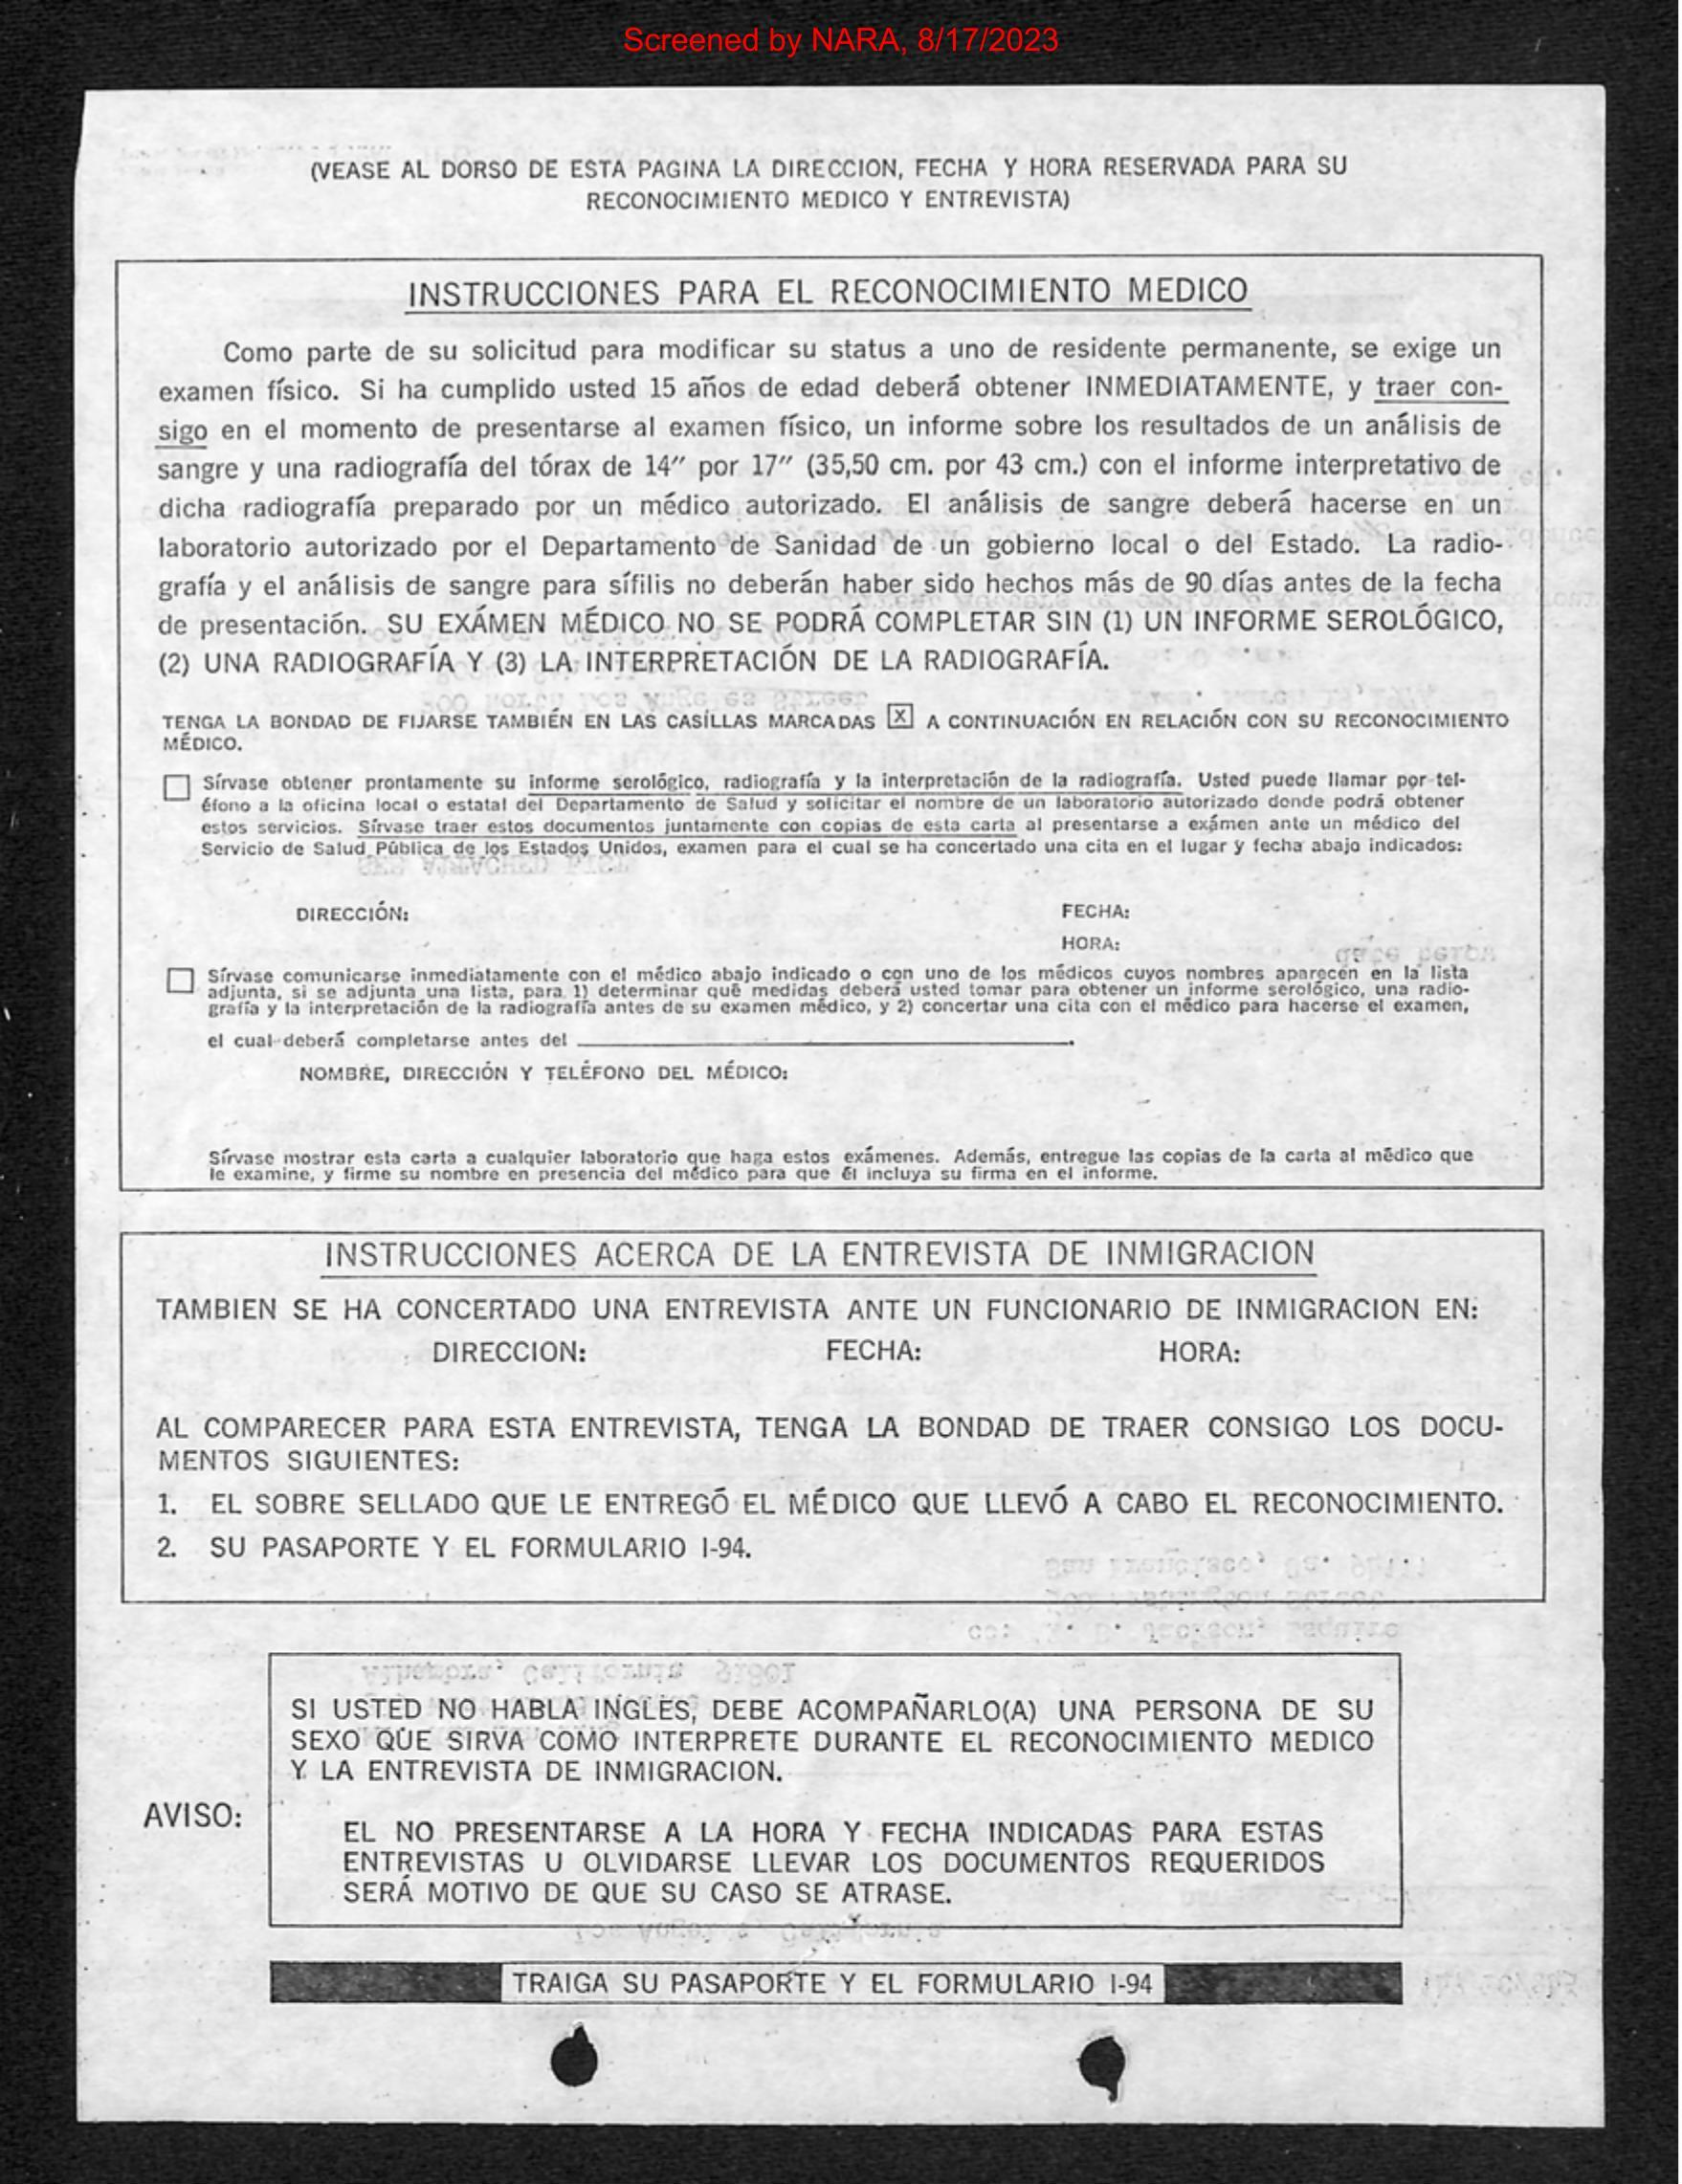 Screened by NARA, 8/17/2023
(VEASE AL DORSO DE ESTA PAGINA LA DIRECCION, FECHA Y HORA RESERVADA PARA SU
RECONOCIMIENTO MEDICO Y ENTREVISTA)
INSTRUCCIONES PARA EL RECONOCIMIENTO MEDICO
Como parte de su solicitud para modificar su status a uno de residente permanente, se exige un
examen físico. Si ha cumplido usted 15 años de edad deberá obtener INMEDIATAMENTE, y traer con-
sigo en el momento de presentarse al examen físico, un informe sobre los resultados de un análisis de
sangre y una radiografía del tórax de 14″ por 17″ (35,50 cm. por 43 cm.) con el informe interpretativo de
dicha radiografía preparado por un médico autorizado. El análisis de sangre deberá hacerse en un
laboratorio autorizado por el Departamento de Sanidad de un gobierno local o del Estado. La radio-
grafía y el análisis de sangre para sífilis no deberán haber sido hechos más de 90 días antes de la fecha
de presentación. SU EXÁMEN MÉDICO NO SE PODRÁ COMPLETAR SIN (1) UN INFORME SEROLÓGICO,
(2) UNA RADIOGRAFÍA Y (3) LA INTERPRETACIÓN DE LA RADIOGRAFÍA.
TENGA LA BONDAD DE FIJARSE TAMBIÉN EN LAS CASILLAS MARCADAS X A CONTINUACIÓN EN RELACIÓN CON SU RECONOCIMIENTO
MÉDICO.
Sírvase obtener prontamente su informe serológico, radiografía y la interpretación de la radiografía. Usted puede llamar por tel-
éfono a la oficina local o estatal del Departamento de Salud y solicitar el nombre de un laboratorio autorizado donde podrá obtener
estos servicios. Sírvase traer estos documentos juntamente con copias de esta carta al presentarse a exámen ante un médico del
Servicio de Salud Pública de los Estados Unidos, examen para el cual se ha concertado una cita en el lugar y fecha abajo indicados:
DIRECCIÓN: FECHA:
HORA:
Sírvase comunicarse inmediatamente con el médico abajo indicado o con uno de los médicos cuyos nombres aparecen en la lista
adjunta, si se adjunta una lista, para 1) determinar qué medidas deberá usted tomar para obtener un informe serológico, una radio-
grafía y la interpretación de la radiografía antes de su examen médico, y 2) concertar una cita con el médico para hacerse el examen,
el cual deberá completarse antes del ______.
NOMBRE, DIRECCIÓN Y TELÉFONO DEL MÉDICO:
Sírvase mostrar esta carta a cualquier laboratorio que haga estos exámenes. Además, entregue las copias de la carta al médico que
le examine, y firme su nombre en presencia del médico para que él incluya su firma en el informe.
INSTRUCCIONES ACERCA DE LA ENTREVISTA DE INMIGRACION
TAMBIEN SE HA CONCERTADO UNA ENTREVISTA ANTE UN FUNCIONARIO DE INMIGRACION EN:
DIRECCION: FECHA: HORA:
AL COMPARECER PARA ESTA ENTREVISTA, TENGA LA BONDAD DE TRAER CONSIGO LOS DOCU-
MENTOS SIGUIENTES:
1. EL SOBRE SELLADO QUE LE ENTREGÓ EL MÉDICO QUE LLEVÓ A CABO EL RECONOCIMIENTO.
2. SU PASAPORTE Y EL FORMULARIO I-94.
SI USTED NO HABLA INGLES, DEBE ACOMPAÑARLO(A) UNA PERSONA DE SU
SEXO QUE SIRVA COMO INTERPRETE DURANTE EL RECONOCIMIENTO MEDICO
Y LA ENTREVISTA DE INMIGRACION.
AVISO:
EL NO PRESENTARSE A LA HORA Y FECHA INDICADAS PARA ESTAS
ENTREVISTAS U OLVIDARSE LLEVAR LOS DOCUMENTOS REQUERIDOS
SERÁ MOTIVO DE QUE SU CASO SE ATRASE.
TRAIGA SU PASAPORTE Y EL FORMULARIO I-94